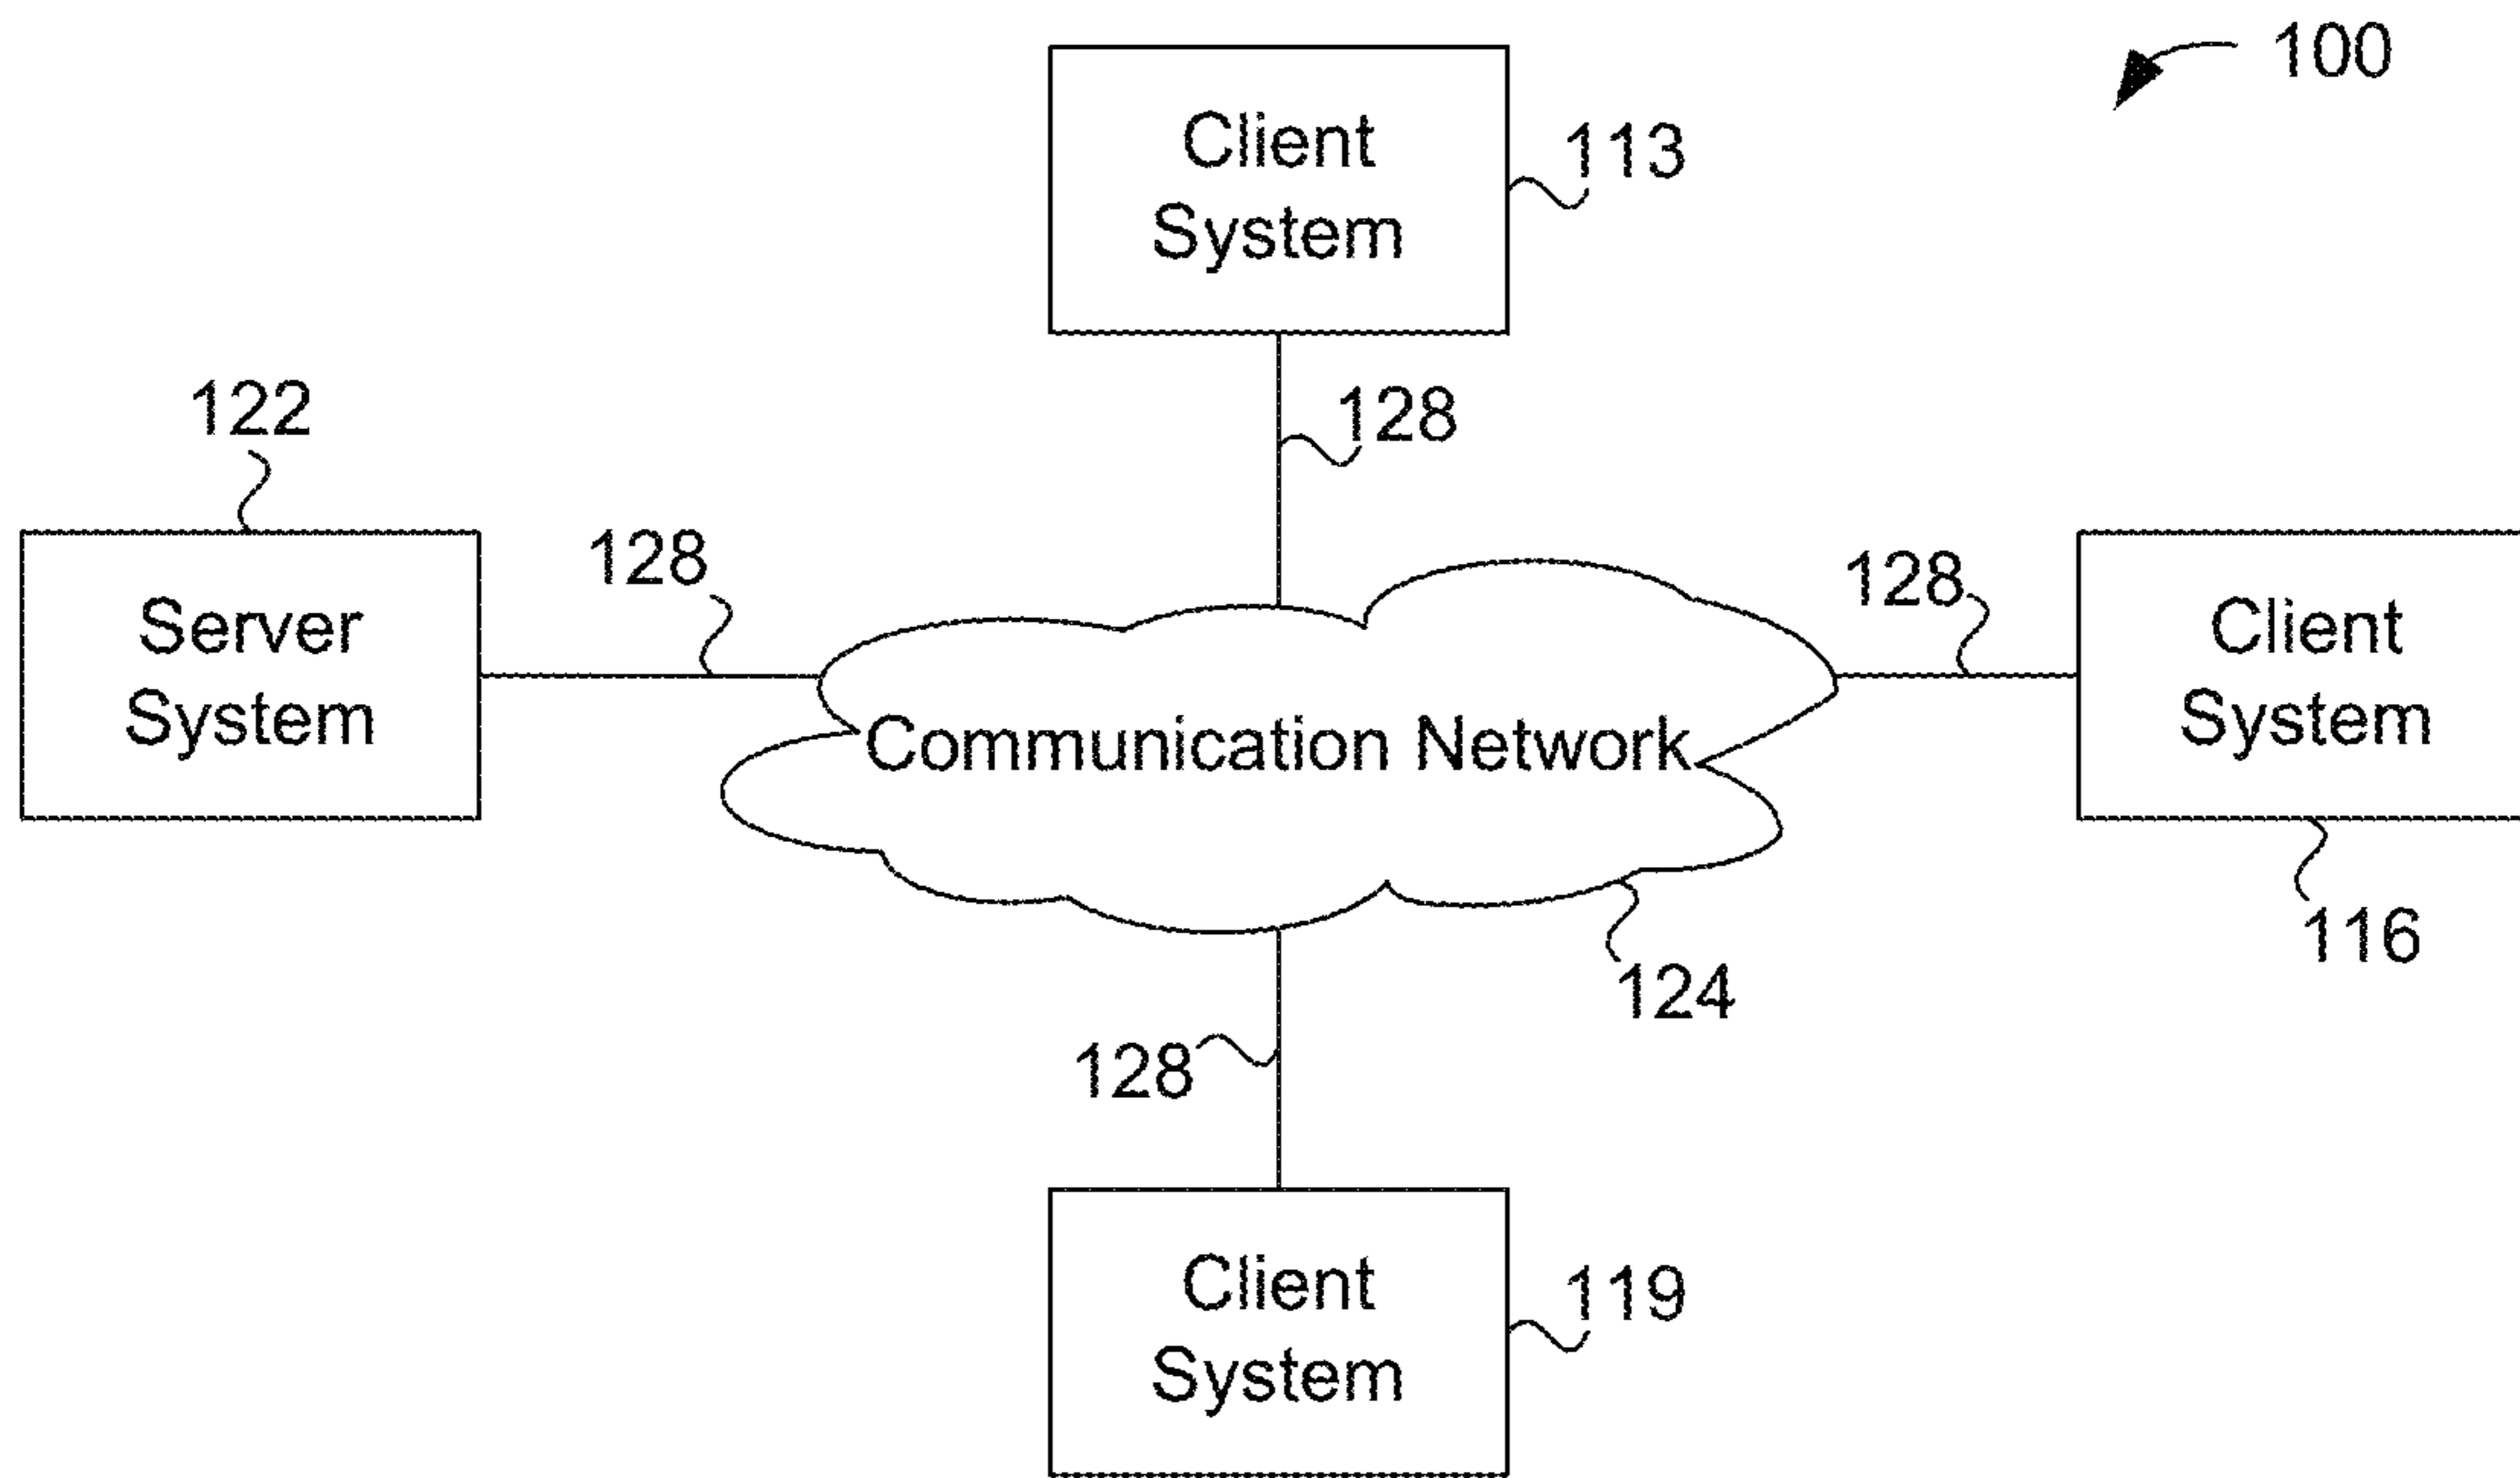 100
Client
System
113
128
122
Server
System
128
128
Client
System
Communication Network
116
124
128
Client
System
119